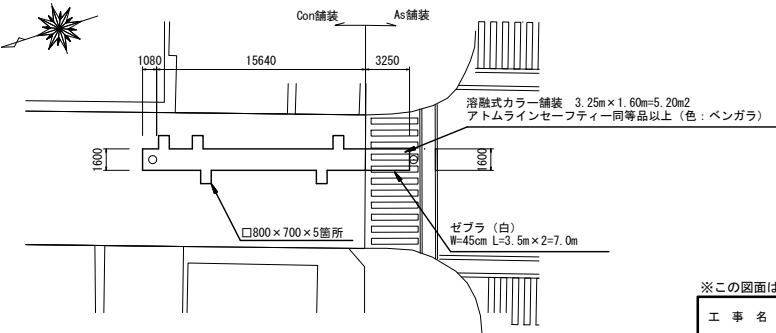 Con舗装 As舗装
1080 15640 3250
溶融式カラー舗装 3.25m×1.60m=5.20m2
アトムラインセーフティー同等品以上（色：ベンガラ）
1600
1600
□800×700×5箇所
ゼブラ（白）
W=45cm L=3.5m×2=7.0m
※この図面は
工 事 名